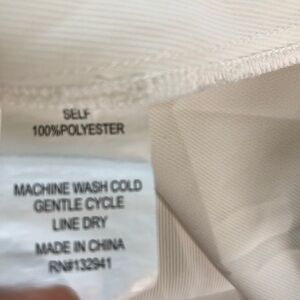 SELF
100%POLYESTER
MACHINE WASH COLD
GENTLE CYCLE
LINE DRY
MADE IN CHINA
RN#132941